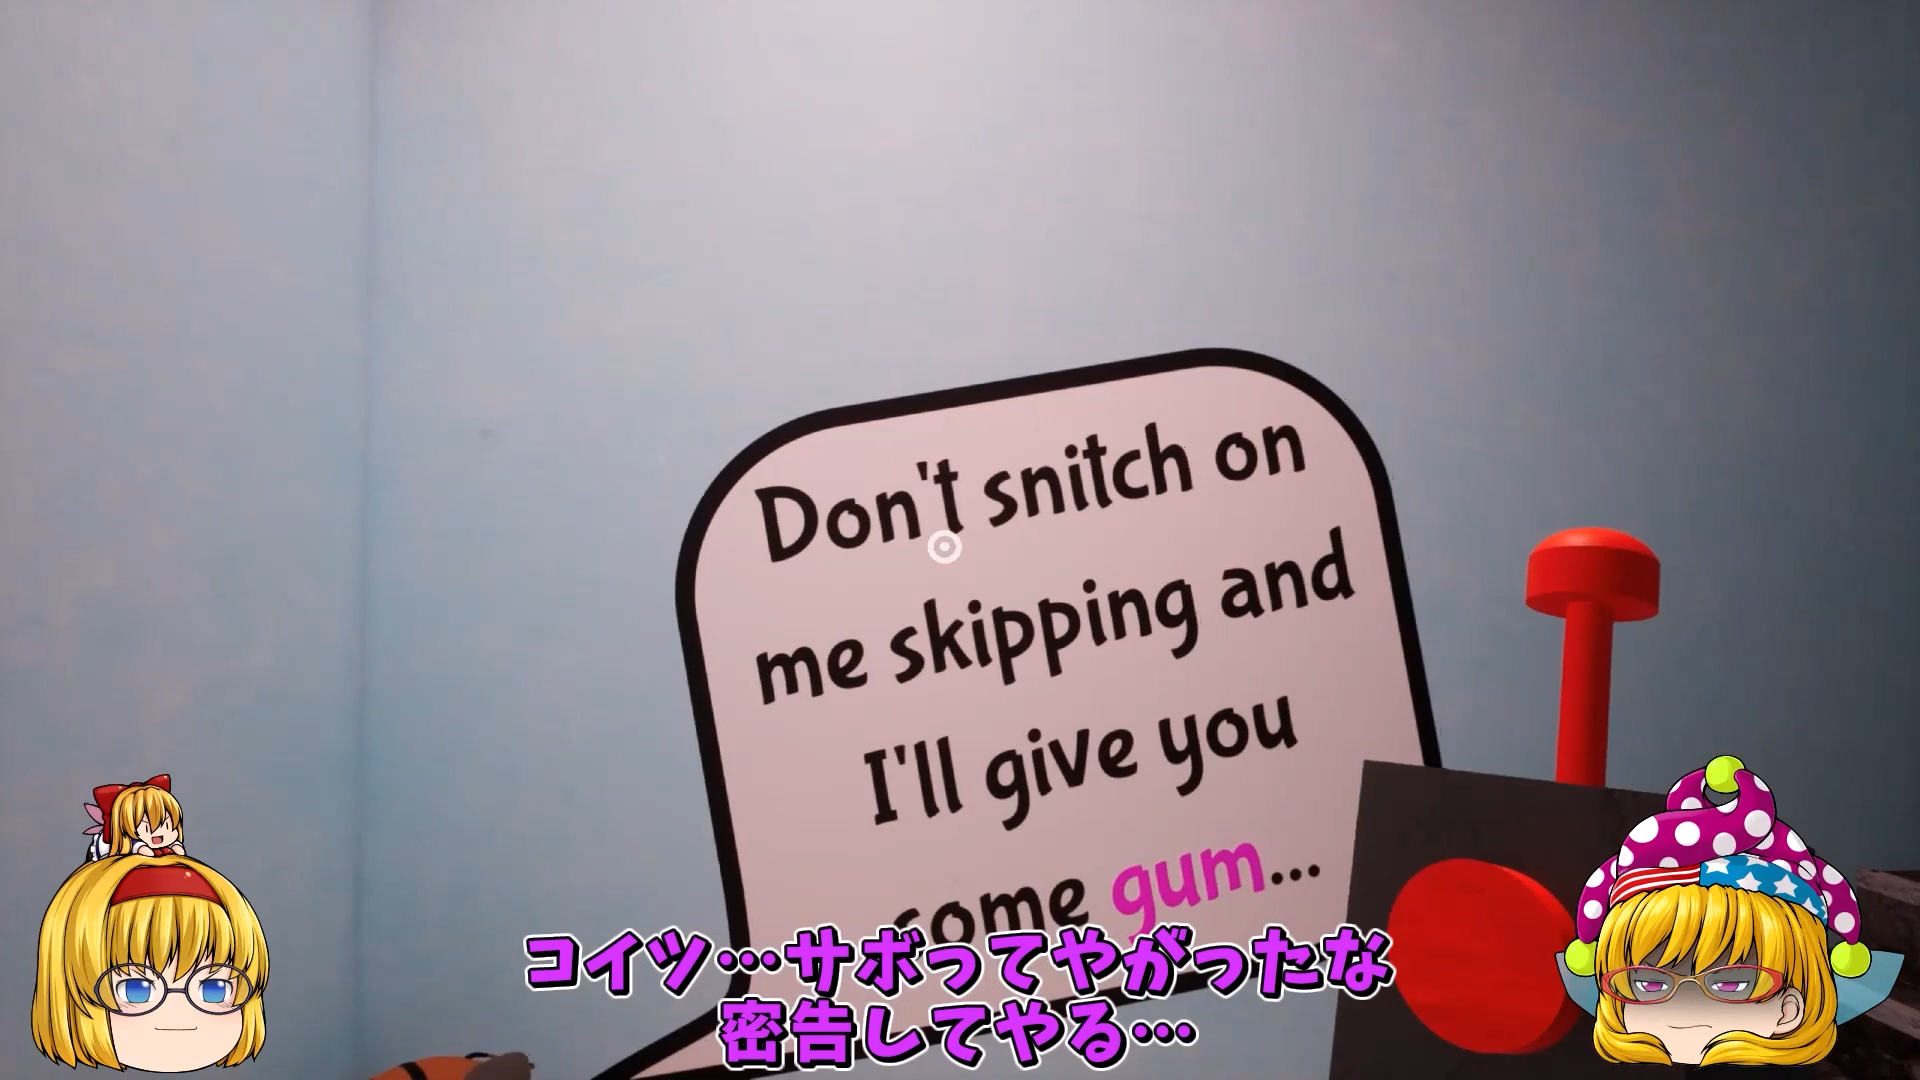 Don't snitch on
me skipping and
I'll give you
some gum...
コイツ…サボってやがったな
密告してやる…